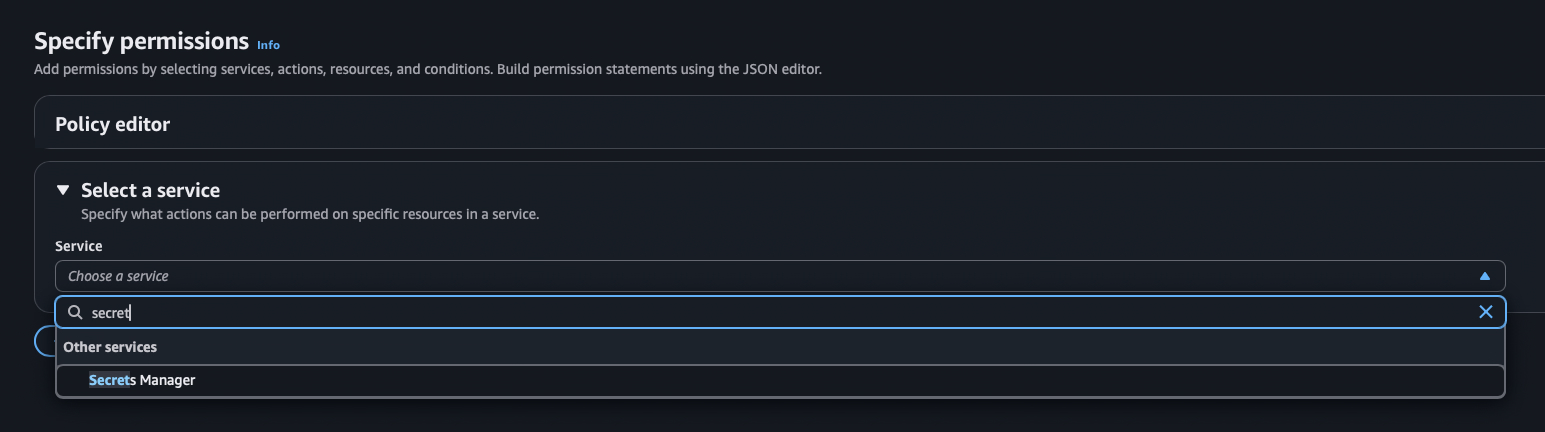 Specify permissions Info
Add permissions by selecting services, actions, resources, and conditions. Build permission statements using the JSON editor.
Policy editor
Select a service
Specify what actions can be performed on specific resources in a service.
Service
Choose a service
secret
Other services
Secrets Manager